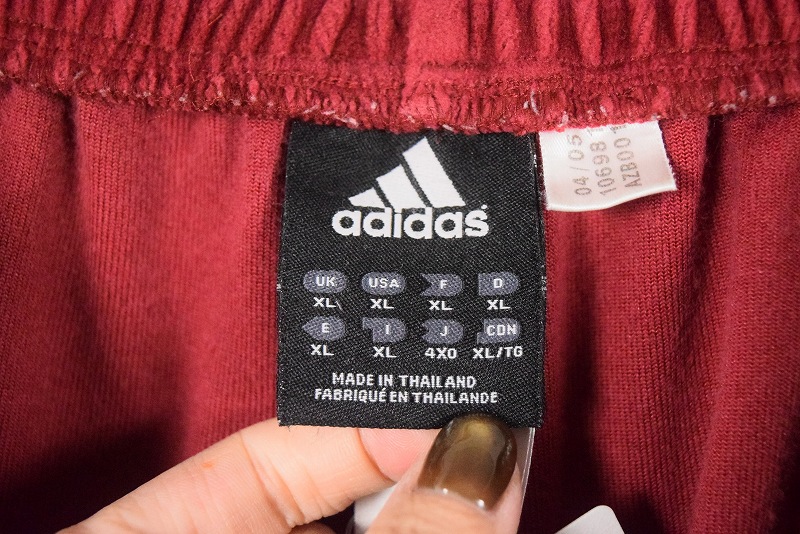 adidas
UK USA F D
XL XL XL XL
E I J CDN
XL XL 4XO XL/TG
MADE IN THAILAND
FABRIQUÉ EN THAILANDE
04/05
10698
AZB001